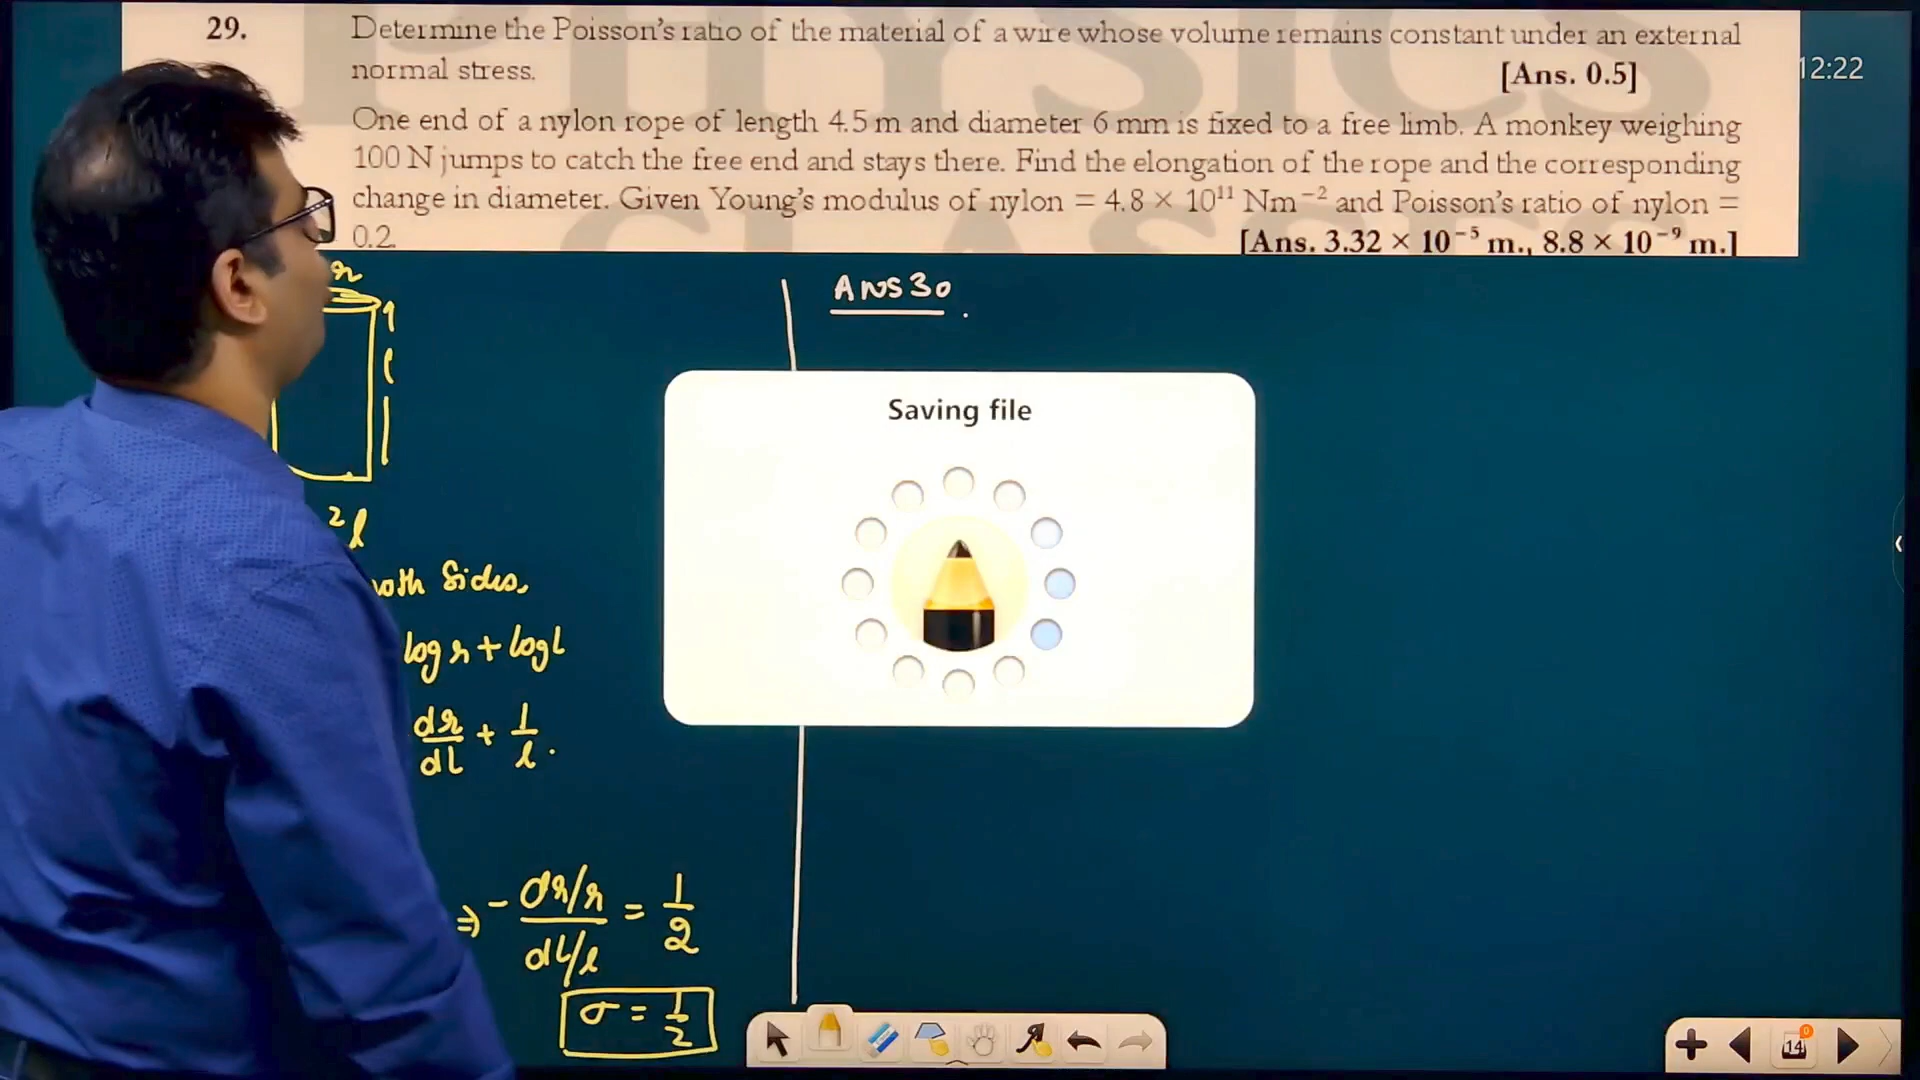 29. Determine the Poisson's ratio of the material of a wire whose volume remains constant under an external
normal stress. [Ans. 0.5]
12:22
One end of a nylon rope of length 4.5 m and diameter 6 mm is fixed to a free limb. A monkey weighing
100 N jumps to catch the free end and stays there. Find the elongation of the rope and the corresponding
change in diameter. Given Young's modulus of nylon = 4.8 × 10¹¹ Nm⁻² and Poisson's ratio of nylon =
0.2. [Ans. 3.32 × 10⁻⁵ m., 8.8 × 10⁻⁹ m.]
r
l
² l
Sides,
log r + log l
dr/dl + 1/l.
⇒ - (dr/r)/(dl/l) = 1/2
σ = 1/2
ANS 30.
Saving file
0
14
PHYSICS